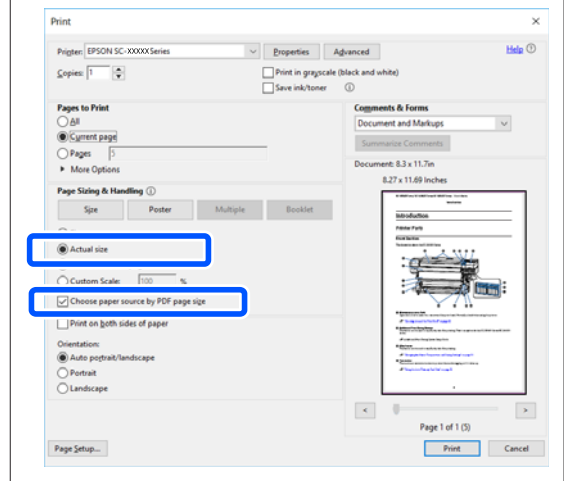 Print
Printer: EPSON SC-XXXXX Series Properties Advanced Help
Copies: 1 Print in grayscale (black and white)
Save ink/toner
Pages to Print
All
Current page
Pages 5
More Options
Comments & Forms
Document and Markups
Summarize Comments
Page Sizing & Handling
Size Poster Multiple Booklet
Actual size
Custom Scale: 100 %
Choose paper source by PDF page size
Print on both sides of paper
Orientation:
Auto portrait/landscape
Portrait
Landscape
Document: 8.3 x 11.7in
8.27 x 11.69 Inches
Introduction
Printer Parts
< >
Page 1 of 1 (5)
Page Setup... Print Cancel